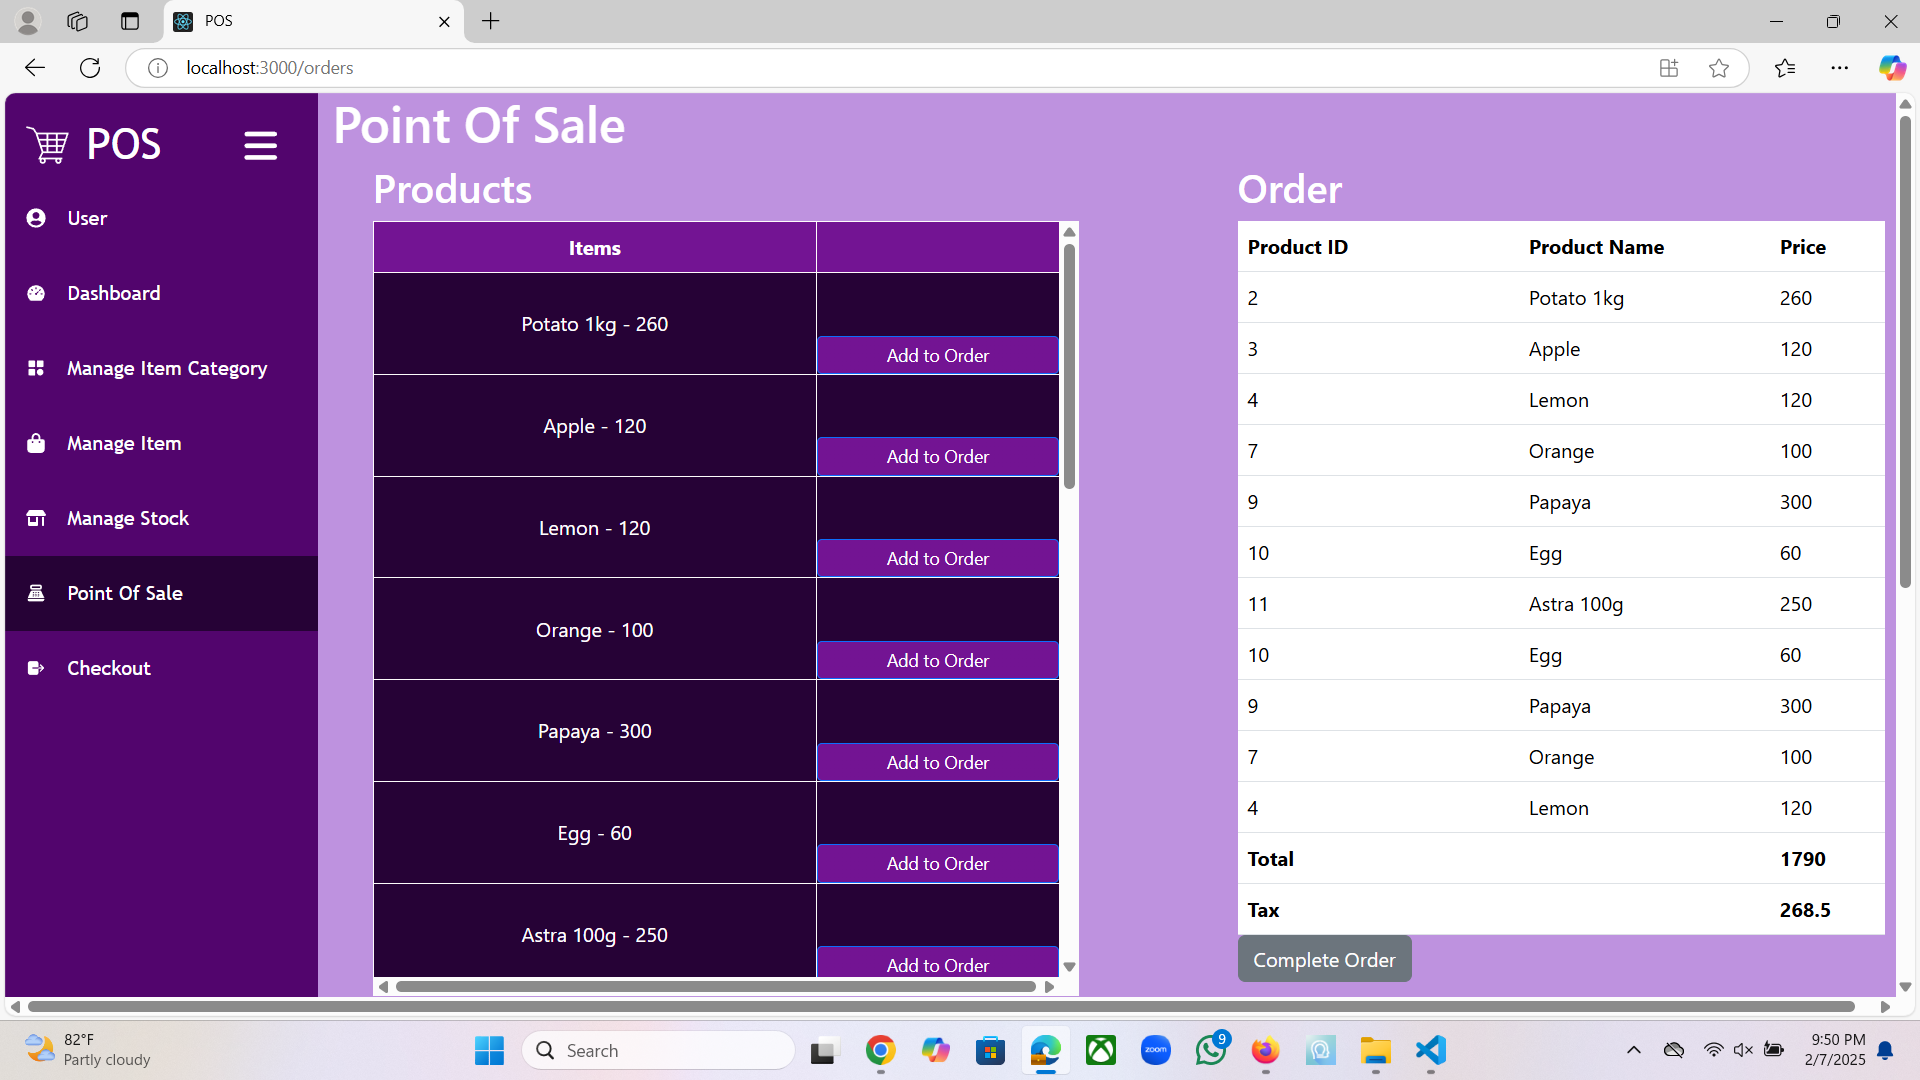 POS
localhost:3000/orders
POS
User
Dashboard
Manage Item Category
Manage Item
Manage Stock
Point Of Sale
Checkout
Point Of Sale
Products
Items
Potato 1kg - 260
Add to Order
Apple - 120
Add to Order
Lemon - 120
Add to Order
Orange - 100
Add to Order
Papaya - 300
Add to Order
Egg - 60
Add to Order
Astra 100g - 250
Add to Order
Order
Product ID Product Name Price
2 Potato 1kg 260
3 Apple 120
4 Lemon 120
7 Orange 100
9 Papaya 300
10 Egg 60
11 Astra 100g 250
10 Egg 60
9 Papaya 300
7 Orange 100
4 Lemon 120
Total 1790
Tax 268.5
Complete Order
82°F
Partly cloudy
Search
zoom
9
9:50 PM
2/7/2025